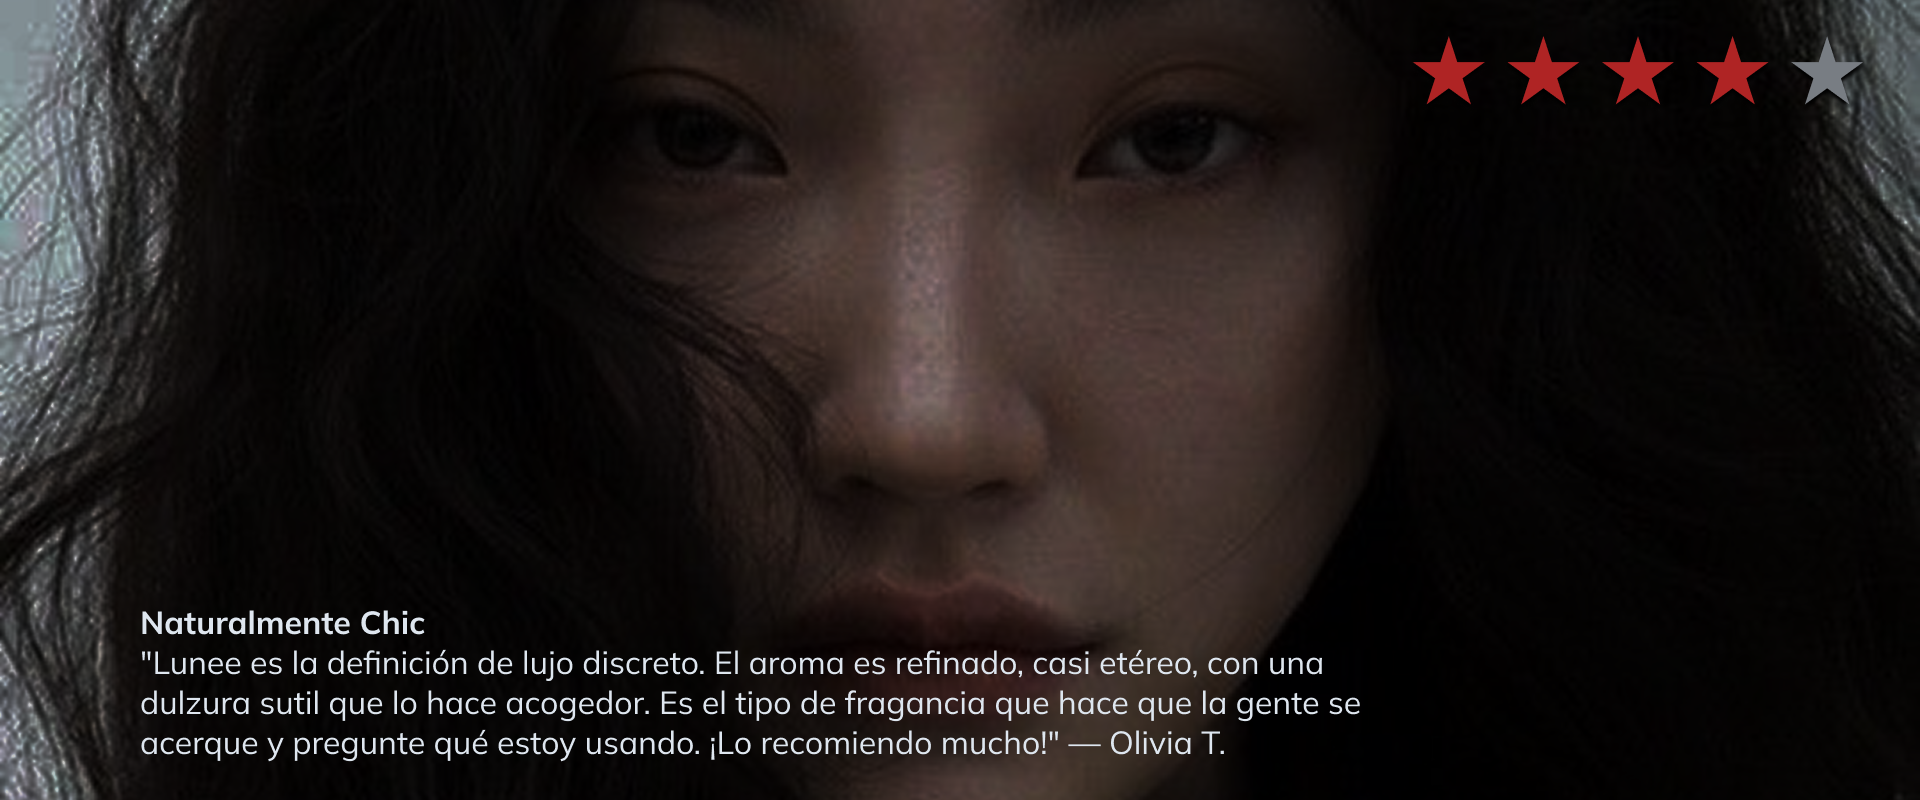 Naturalmente Chic
"Lunee es la definición de lujo discreto. El aroma es refinado, casi etéreo, con una
dulzura sutil que lo hace acogedor. Es el tipo de fragancia que hace que la gente se
acerque y pregunte qué estoy usando. ¡Lo recomiendo mucho!" — Olivia T.